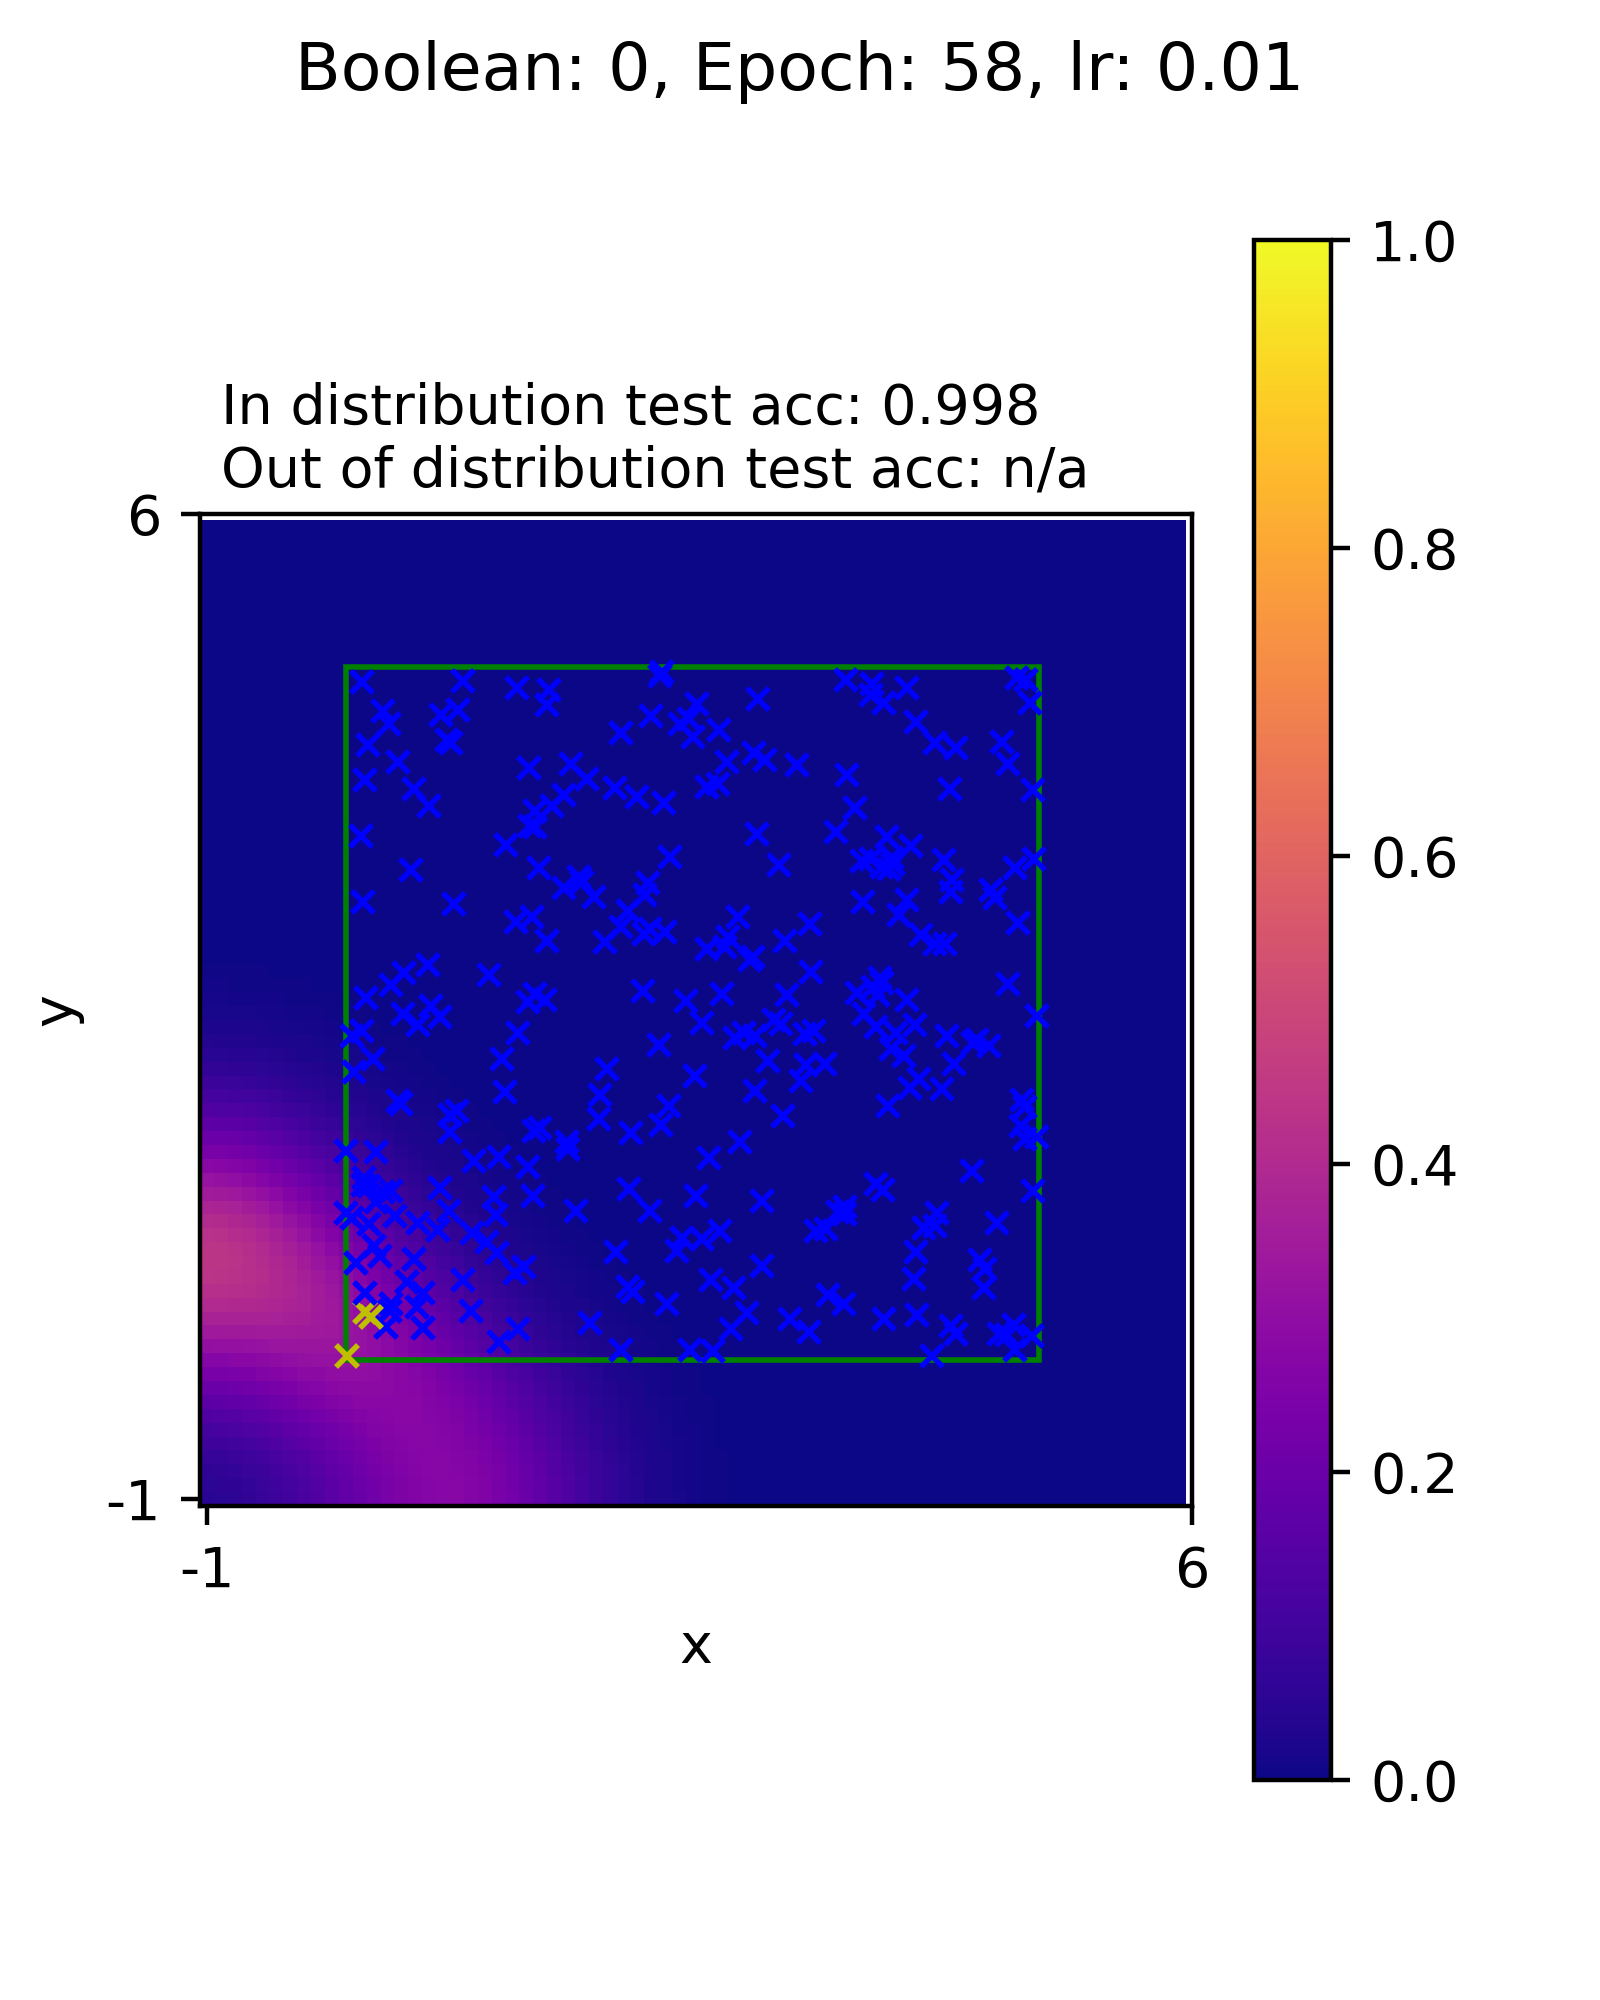 Boolean: 0, Epoch: 58, lr: 0.01
In distribution test acc: 0.998
Out of distribution test acc: n/a
6
y
-1
-1
6
x
1.0
0.8
0.6
0.4
0.2
0.0